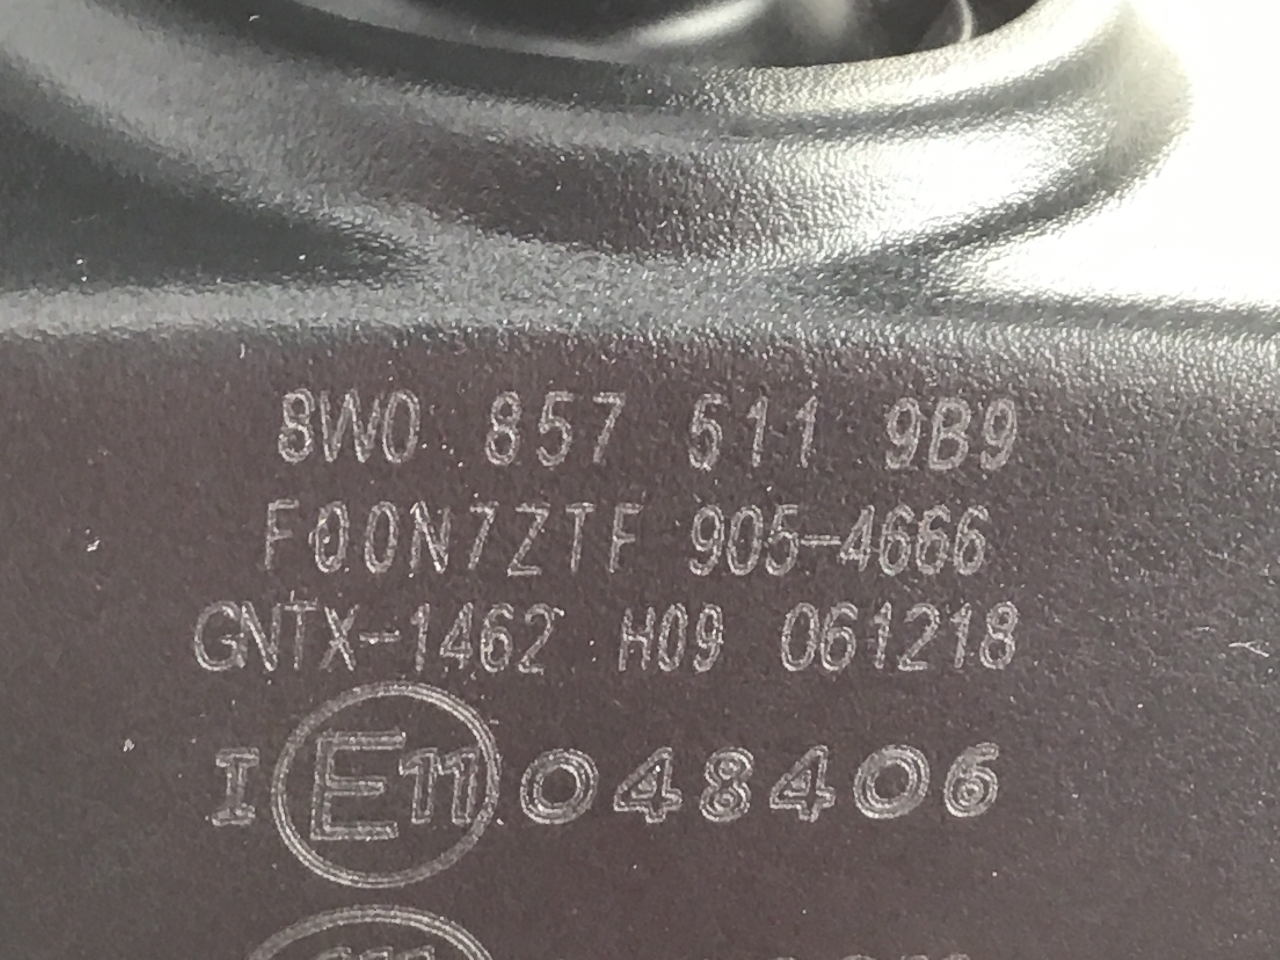 8W0 857 511 9B9
F00N7ZTF 905-4666
GNTX-1462 H09 061218
I E11 048406